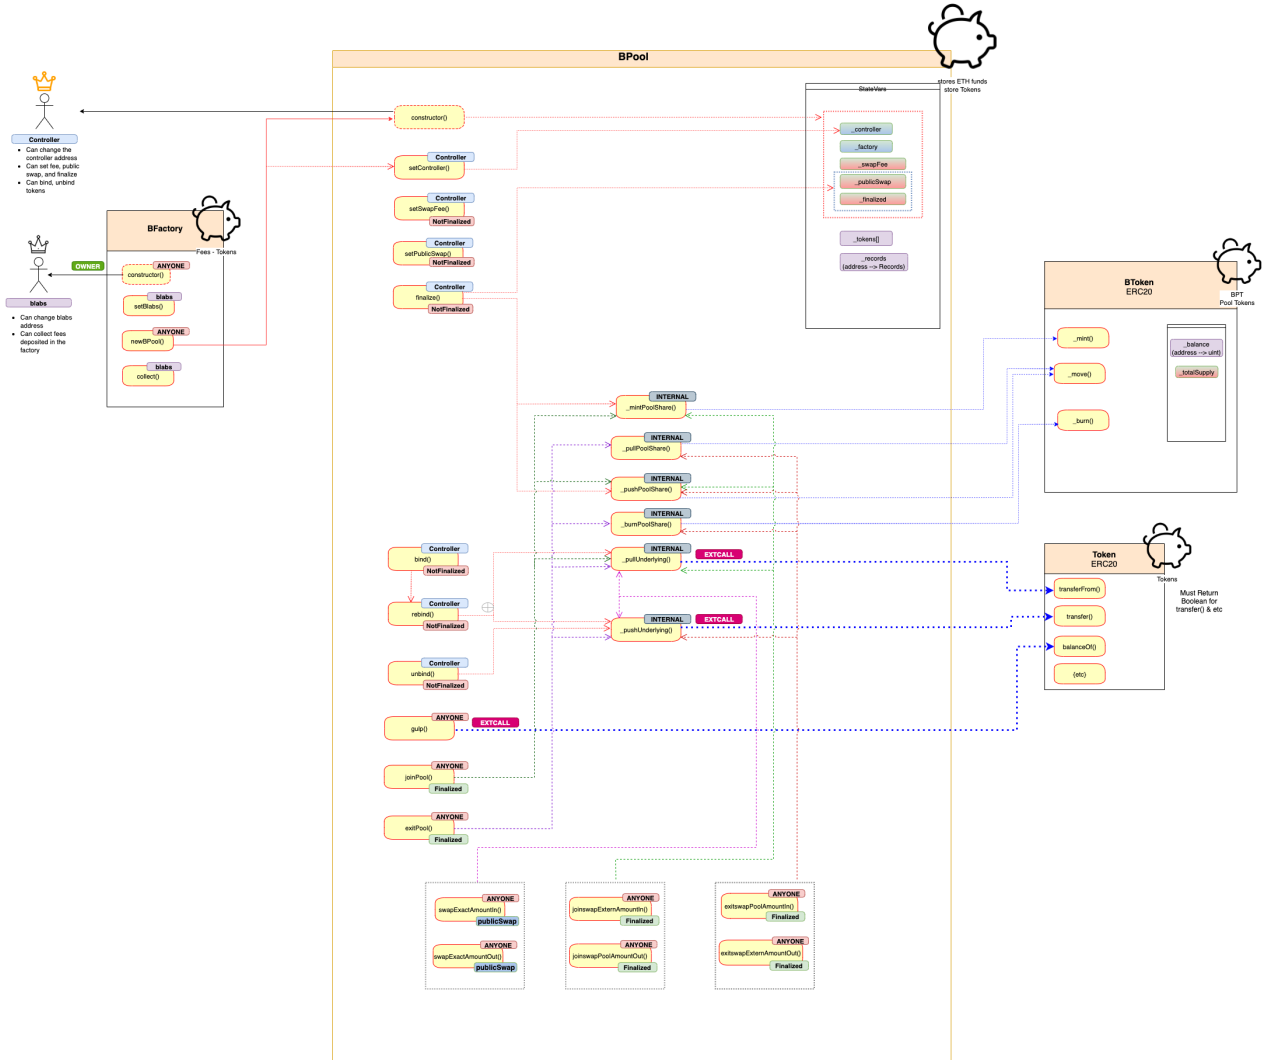 BPool
stores ETH funds
store Tokens
Controller
• Can change the
controller address
• Can set fee, public
swap, and finalize
• Can bind, unbind
tokens
BFactory
Fees - Tokens
OWNER
ANYONE
constructor()
blabs
setBlabs()
ANYONE
newBPool()
blabs
collect()
blabs
• Can change blabs
address
• Can collect fees
deposited in the
factory
constructor()
Controller
setController()
Controller
setSwapFee()
NotFinalized
Controller
setPublicSwap()
NotFinalized
Controller
finalize()
NotFinalized
StateVars
_controller
_factory
_swapFee
_publicSwap
_finalized
_tokens[]
_records
(address --> Records)
INTERNAL
_mintPoolShare()
INTERNAL
_pullPoolShare()
INTERNAL
_pushPoolShare()
INTERNAL
_burnPoolShare()
INTERNAL
_pullUnderlying()
EXTCALL
INTERNAL
_pushUnderlying()
EXTCALL
Controller
bind()
NotFinalized
Controller
rebind()
NotFinalized
Controller
unbind()
NotFinalized
ANYONE
gulp()
EXTCALL
ANYONE
joinPool()
Finalized
ANYONE
exitPool()
Finalized
ANYONE
swapExactAmountIn()
publicSwap
ANYONE
swapExactAmountOut()
publicSwap
ANYONE
joinswapExternAmountIn()
Finalized
ANYONE
joinswapPoolAmountOut()
Finalized
ANYONE
exitswapPoolAmountIn()
Finalized
ANYONE
exitswapExternAmountOut()
Finalized
BToken
ERC20
BPT
Pool Tokens
_mint()
_move()
_burn()
_balance
(address --> uint)
_totalSupply
Token
ERC20
Tokens
transferFrom()
transfer()
balanceOf()
(etc)
Must Return
Boolean for
transfer() & etc